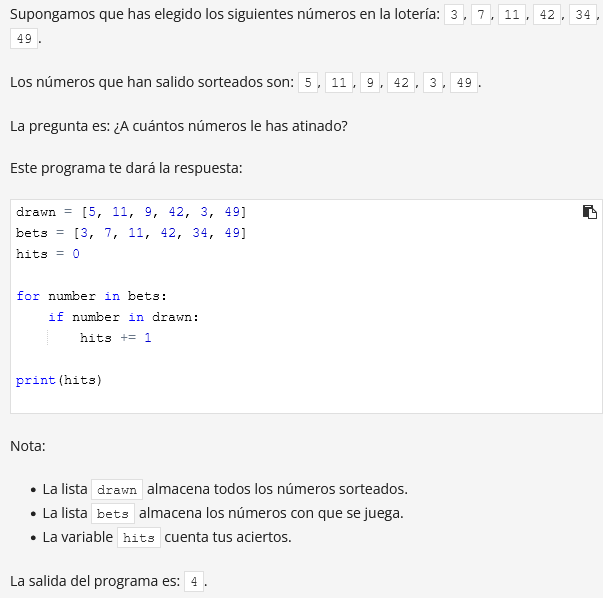 Supongamos que has elegido los siguientes números en la lotería: 3, 7, 11, 42, 34,
49.
Los números que han salido sorteados son: 5, 11, 9, 42, 3, 49.
La pregunta es: ¿A cuántos números le has atinado?
Este programa te dará la respuesta:
drawn = [5, 11, 9, 42, 3, 49]
bets = [3, 7, 11, 42, 34, 49]
hits = 0
for number in bets:
    if number in drawn:
        hits += 1
print(hits)
Nota:
• La lista drawn almacena todos los números sorteados.
• La lista bets almacena los números con que se juega.
• La variable hits cuenta tus aciertos.
La salida del programa es: 4.